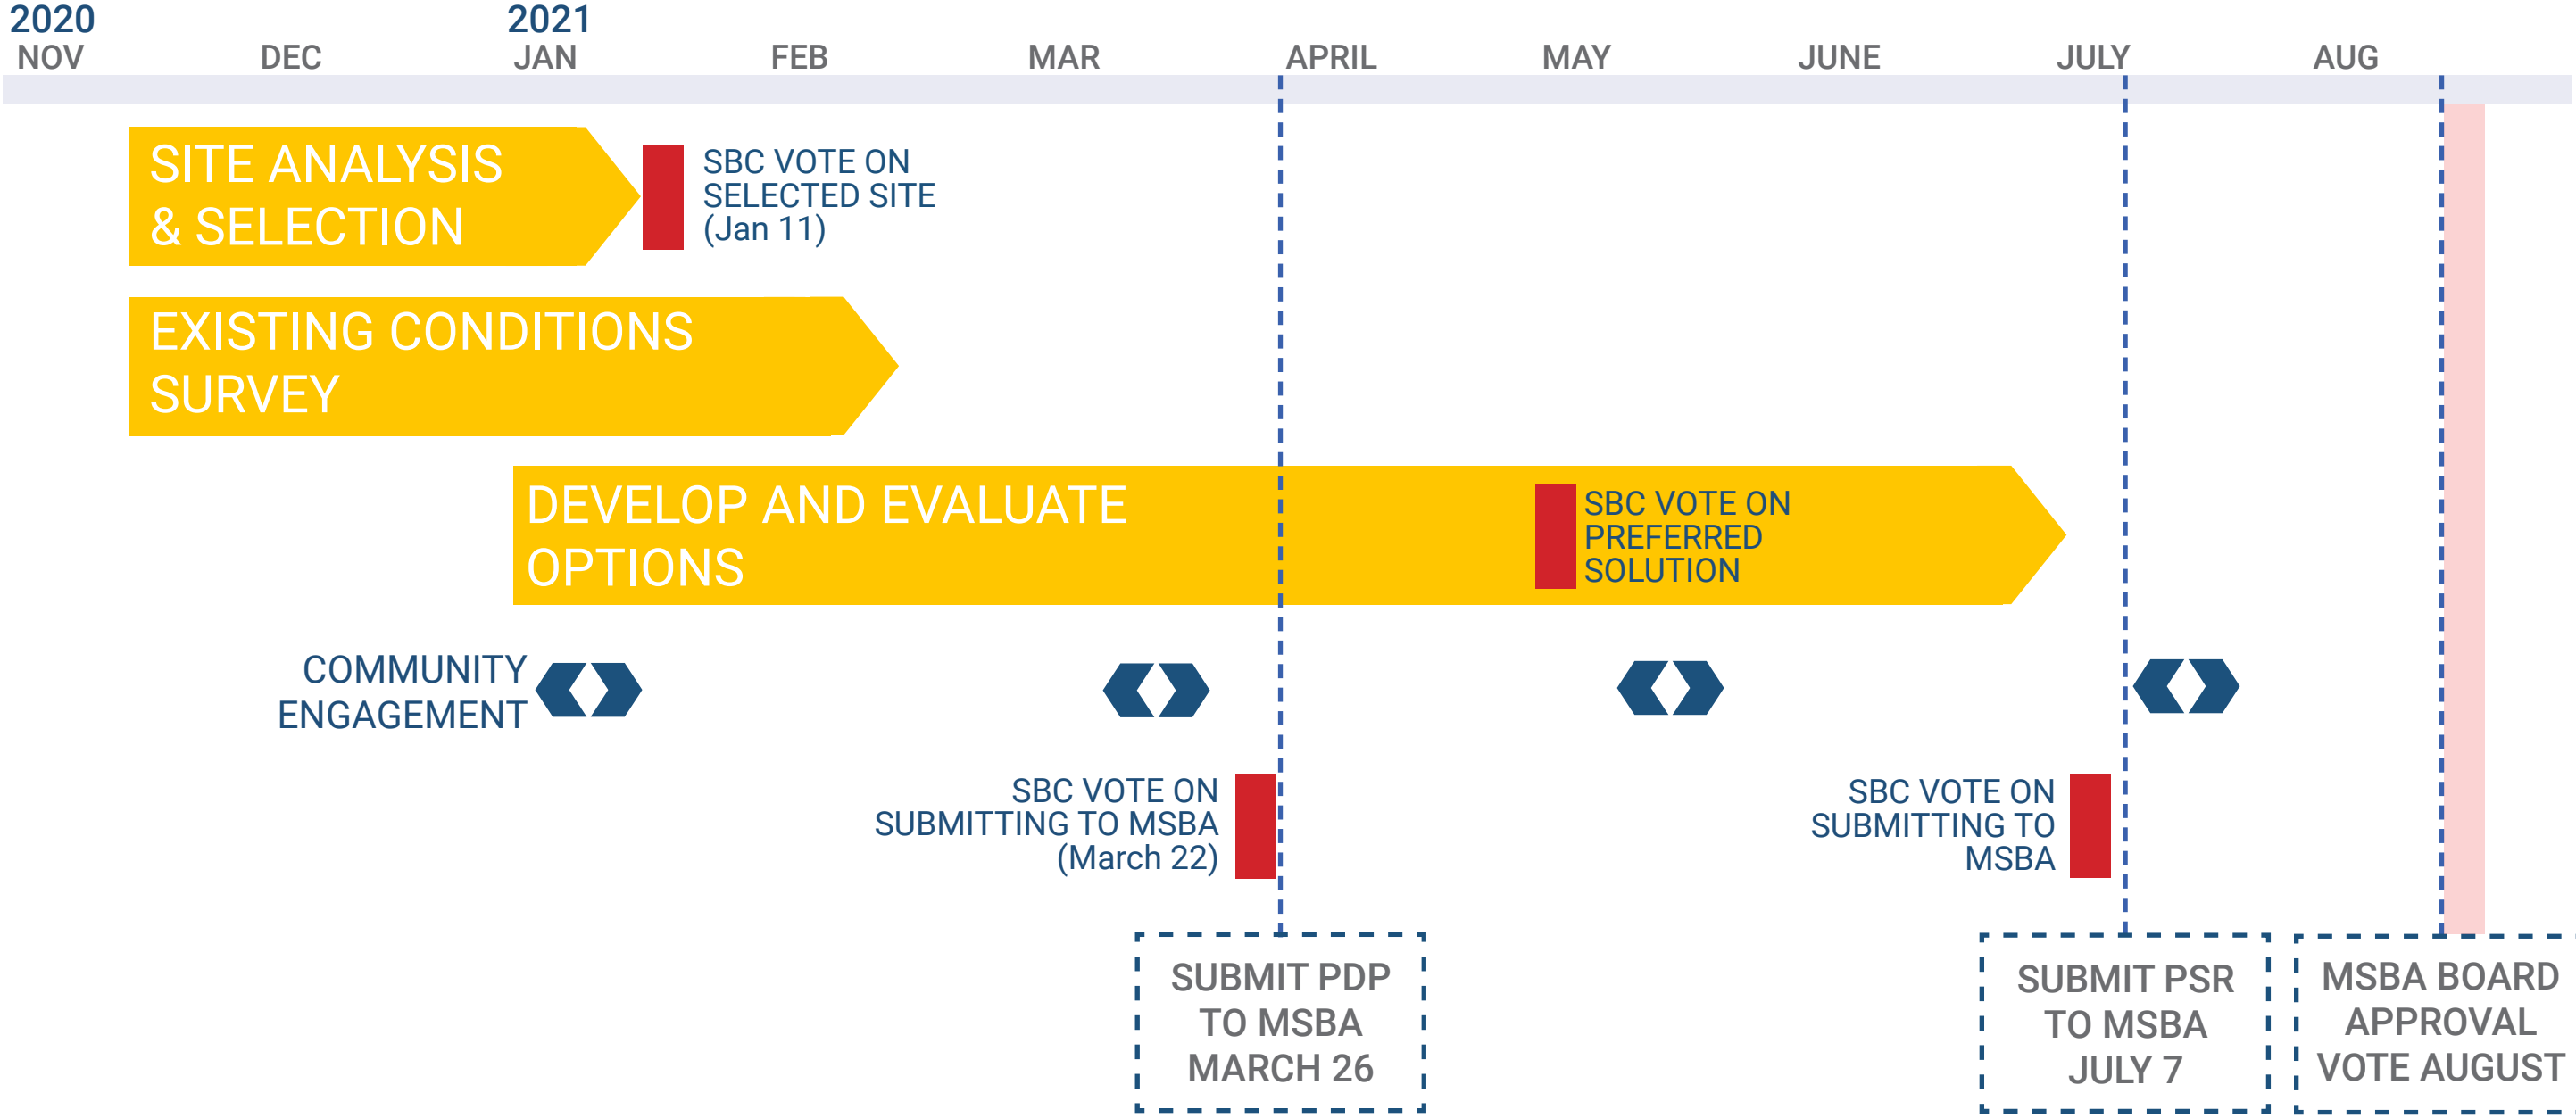 2020
2021
NOV
DEC
JAN
FEB
MAR
APRIL
MAY
JUNE
JULY
AUG
SITE ANALYSIS
& SELECTION
SBC VOTE ON
SELECTED SITE
(Jan 11)
EXISTING CONDITIONS
SURVEY
DEVELOP AND EVALUATE
OPTIONS
SBC VOTE ON
PREFERRED
SOLUTION
COMMUNITY
ENGAGEMENT
SBC VOTE ON
SUBMITTING TO MSBA
(March 22)
SBC VOTE ON
SUBMITTING TO
MSBA
SUBMIT PDP
TO MSBA
MARCH 26
SUBMIT PSR
TO MSBA
JULY 7
MSBA BOARD
APPROVAL
VOTE AUGUST